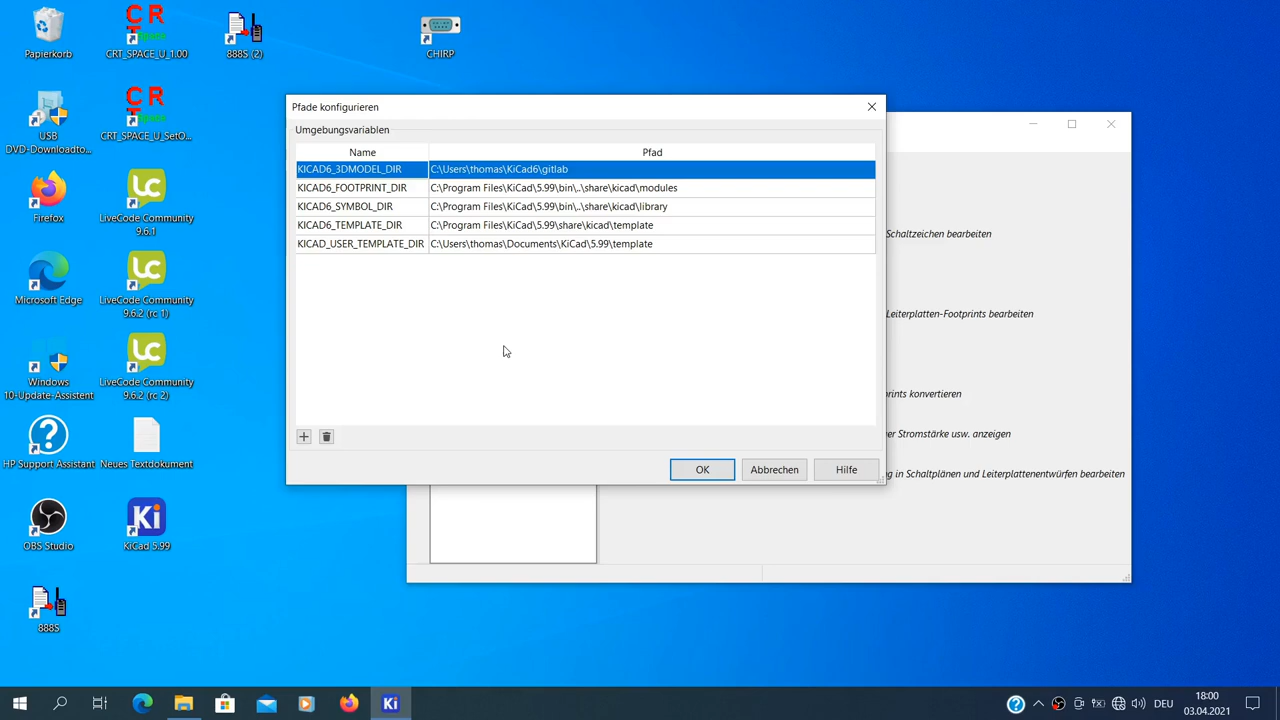 Papierkorb
CRT_SPACE_U_1.00
888S (2)
CHIRP
USB
DVD-Downloadto...
CRT_SPACE_U_SetO...
Firefox
LiveCode Community
9.6.1
Microsoft Edge
LiveCode Community
9.6.2 (rc 1)
Windows
10-Update-Assistent
LiveCode Community
9.6.2 (rc 2)
HP Support Assistant
Neues Textdokument
OBS Studio
KiCad 5.99
888S
Pfade konfigurieren
Umgebungsvariablen
Name
Pfad
KICAD6_3DMODEL_DIR
C:\Users\thomas\KiCad6\gitlab
KICAD6_FOOTPRINT_DIR
C:\Program Files\KiCad\5.99\bin\..\share\kicad\modules
KICAD6_SYMBOL_DIR
C:\Program Files\KiCad\5.99\bin\..\share\kicad\library
KICAD6_TEMPLATE_DIR
C:\Program Files\KiCad\5.99\share\kicad\template
KICAD_USER_TEMPLATE_DIR
C:\Users\thomas\Documents\KiCad\5.99\template
OK
Abbrechen
Hilfe
Schaltzeichen bearbeiten
Leiterplatten-Footprints bearbeiten
rints konvertieren
er Stromstärke usw. anzeigen
g in Schaltplänen und Leiterplattenentwürfen bearbeiten
DEU
18:00
03.04.2021